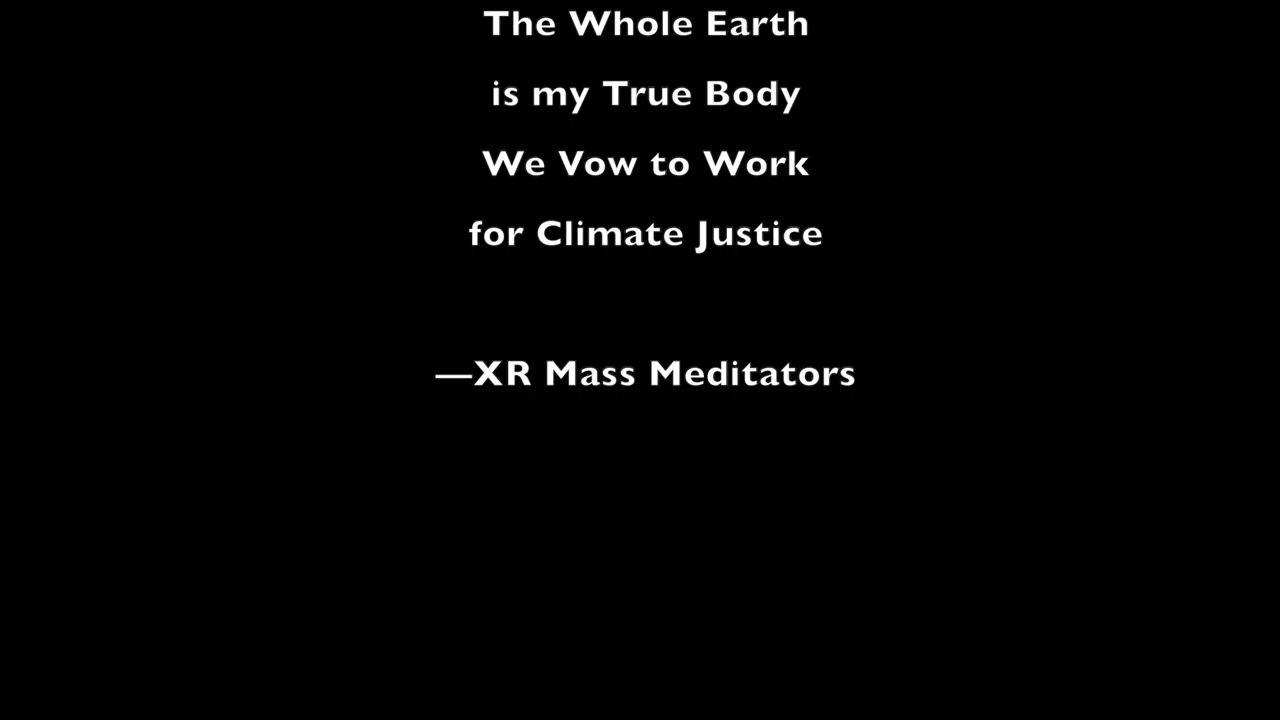 The Whole Earth
is my True Body
We Vow to Work
for Climate Justice
—XR Mass Meditators